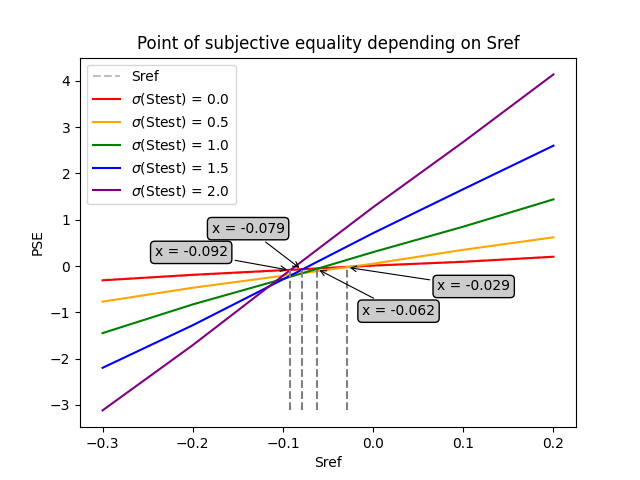 Point of subjective equality depending on Sref
Sref
σ(Stest) = 0.0
σ(Stest) = 0.5
σ(Stest) = 1.0
σ(Stest) = 1.5
σ(Stest) = 2.0
4
3
2
1
0
−1
−2
−3
PSE
x = -0.079
x = -0.092
x = -0.029
x = -0.062
−0.3
−0.2
−0.1
0.0
0.1
0.2
Sref